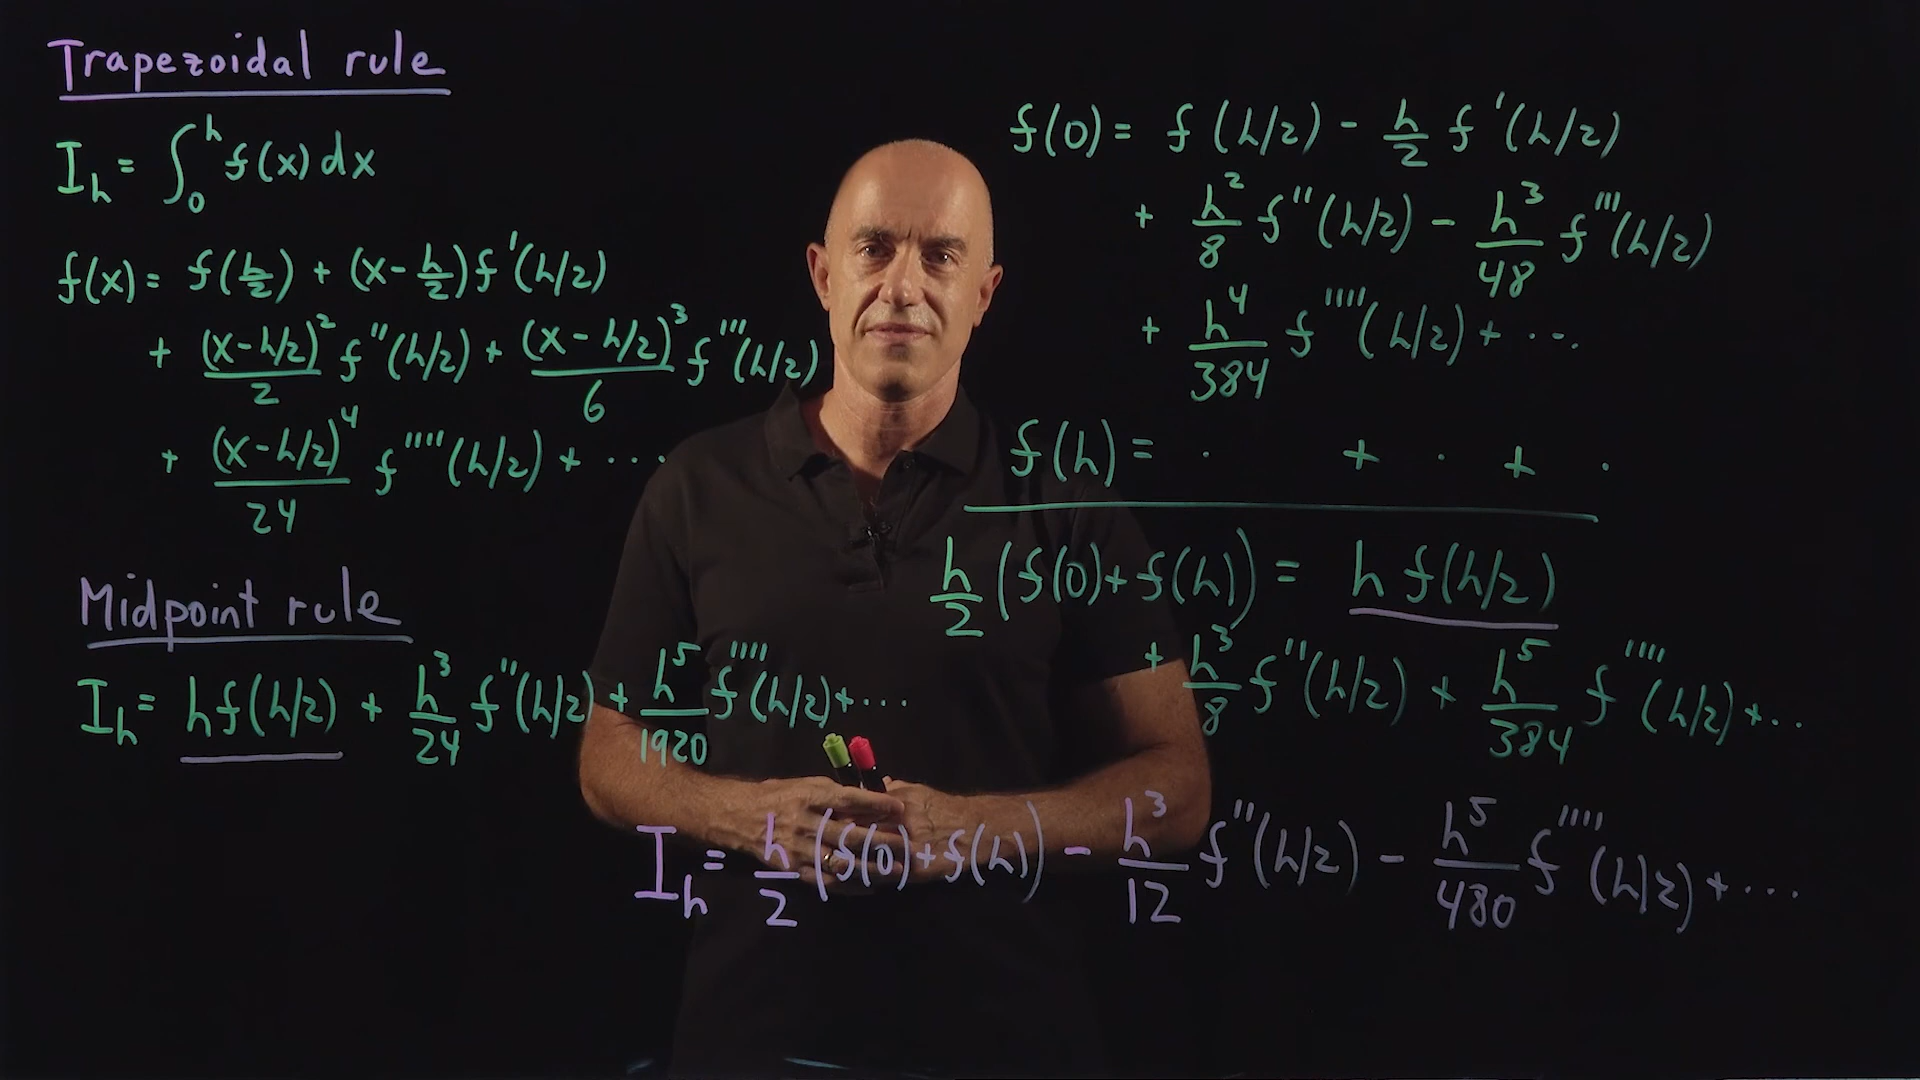 Trapezoidal rule
I_h = ∫_0^h f(x) dx
f(x) = f(h/2) + (x - h/2) f'(h/2)
+ (x - h/2)^2/2 f''(h/2) + (x - h/2)^3/6 f'''(h/2)
+ (x - h/2)^4/24 f''''(h/2) + ...
Midpoint rule
I_h = h f(h/2) + h^3/24 f''(h/2) + h^5/1920 f''''(h/2) + ...
f(0) = f(h/2) - h/2 f'(h/2)
+ h^2/8 f''(h/2) - h^3/48 f'''(h/2)
+ h^4/384 f''''(h/2) + ...
f(h) = . + . + .
h/2 (f(0) + f(h)) = h f(h/2)
+ h^3/8 f''(h/2) + h^5/384 f''''(h/2) + ..
I_h = h/2 (f(0) + f(h)) - h^3/12 f''(h/2) - h^5/480 f''''(h/2) + ...